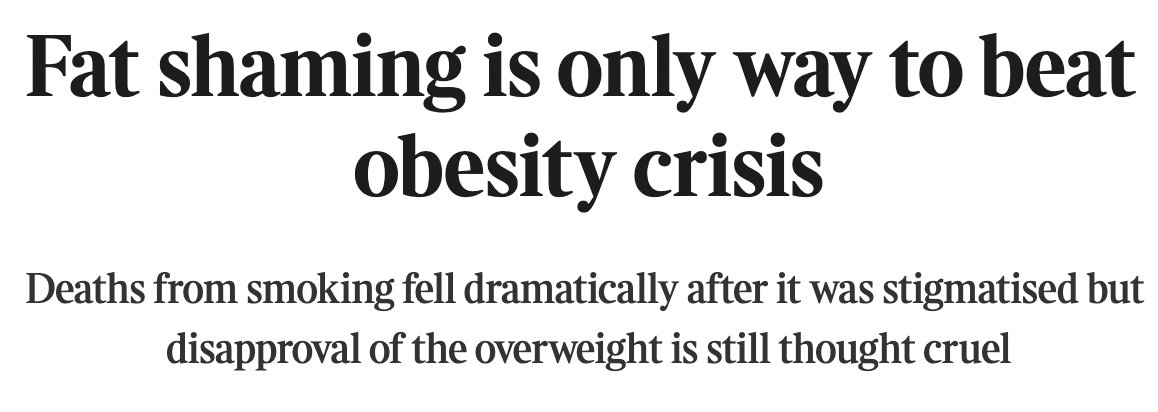 Fat shaming is only way to beat
obesity crisis
Deaths from smoking fell dramatically after it was stigmatised but
disapproval of the overweight is still thought cruel